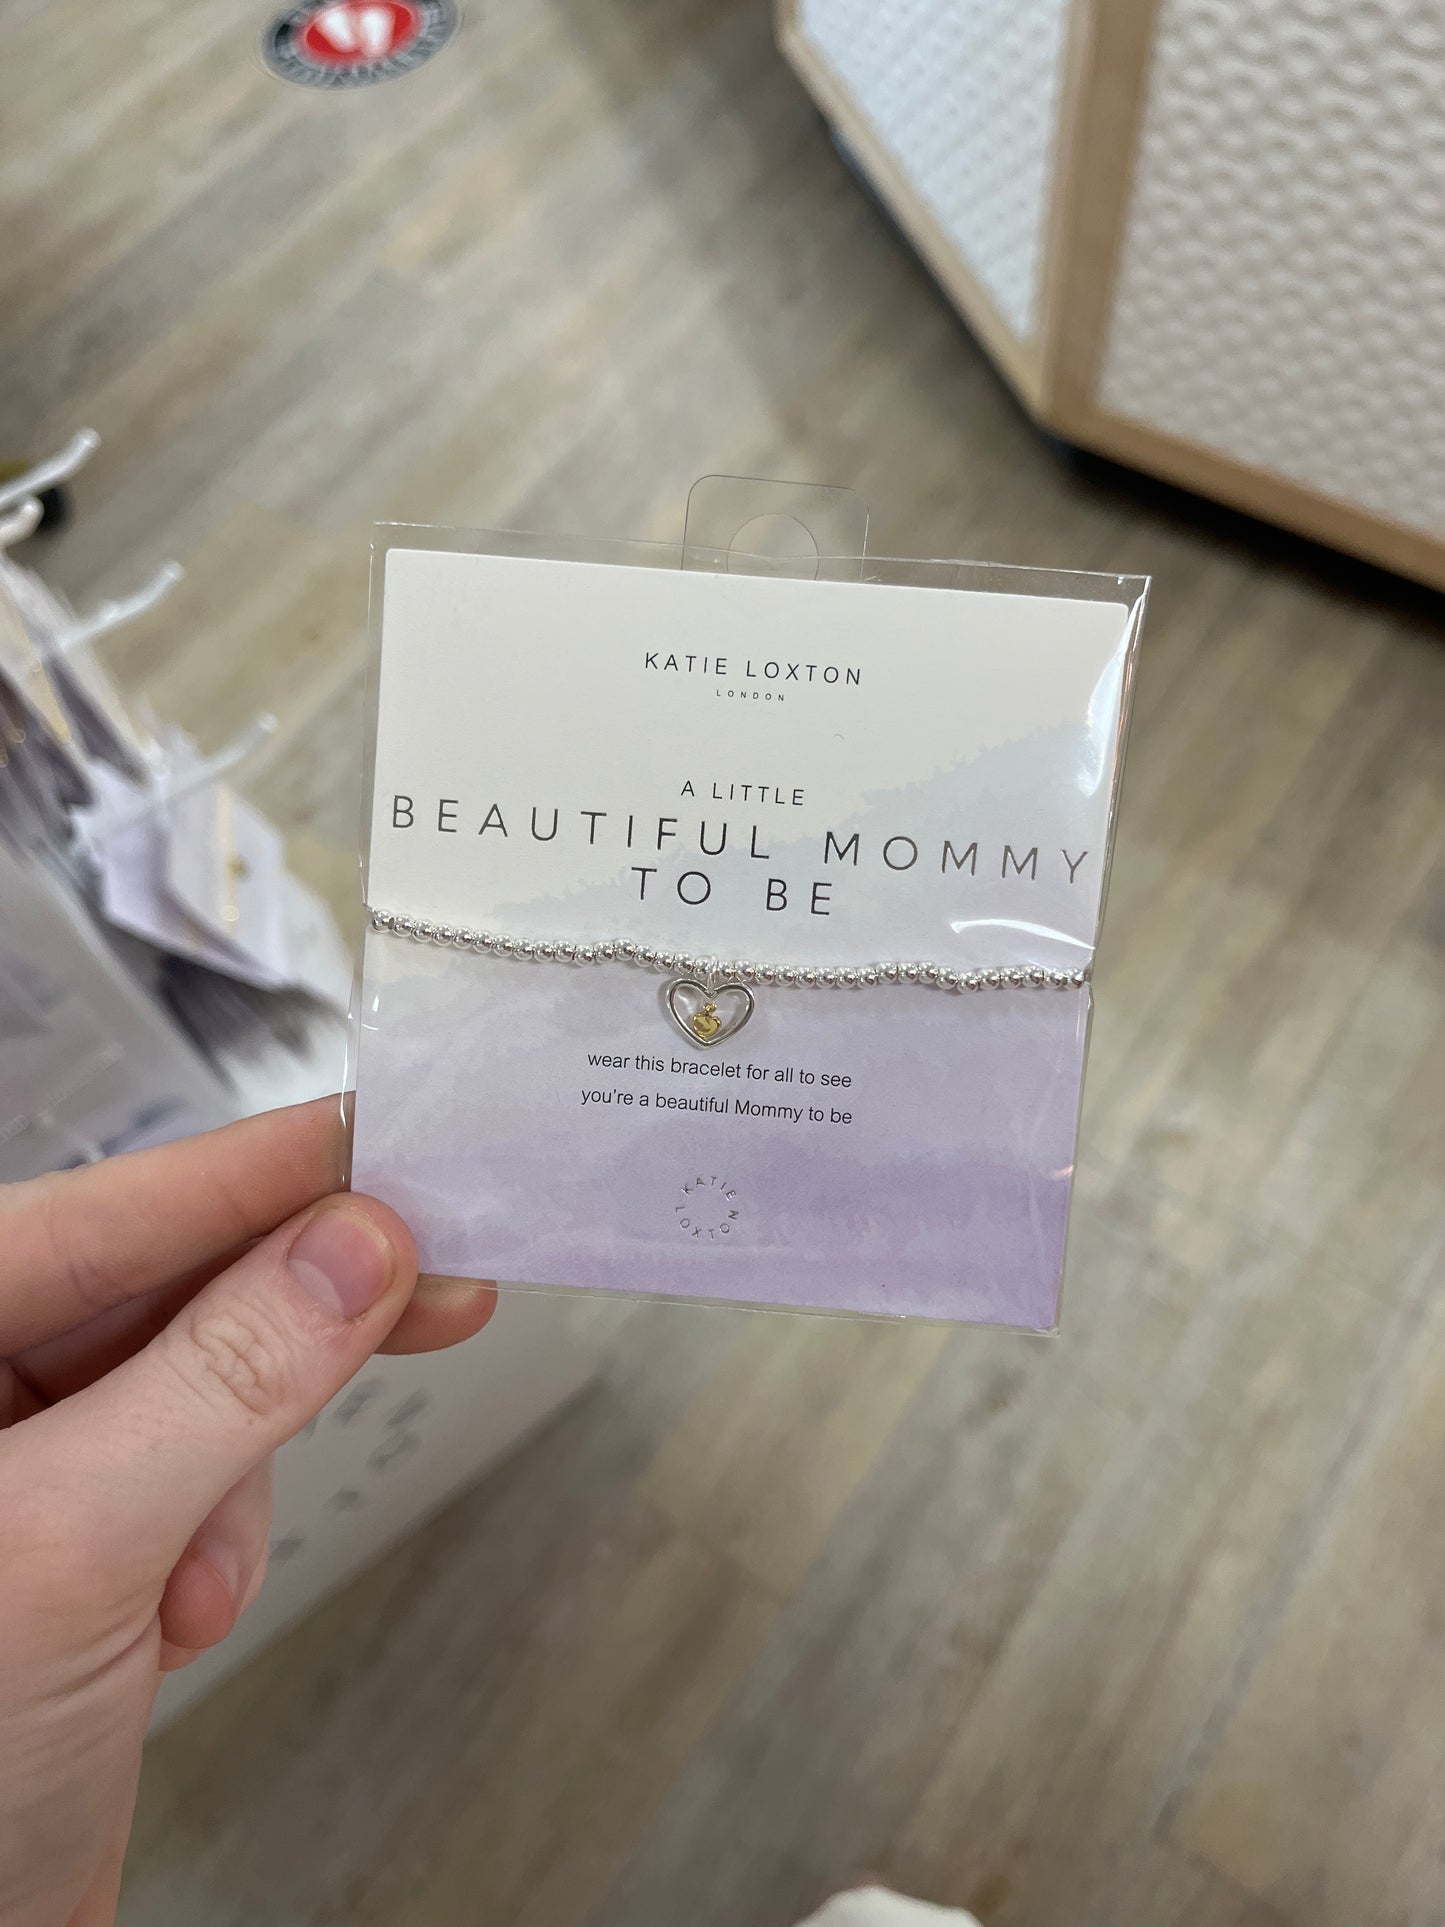 KATIE LOXTON
LONDON
A LITTLE
BEAUTIFUL MOMMY
TO BE
wear this bracelet for all to see
you're a beautiful Mommy to be
KATIE LOXTON